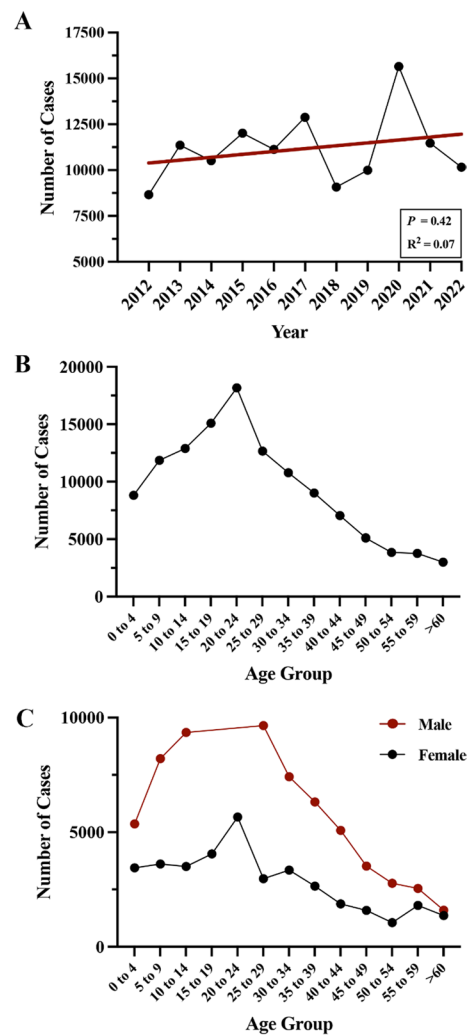 A
Number of Cases
17500
15000
12500
10000
7500
5000
P = 0.42
R² = 0.07
2012 2013 2014 2015 2016 2017 2018 2019 2020 2021 2022
Year
B
Number of Cases
20000
15000
10000
5000
0
0 to 4 5 to 9 10 to 14 15 to 19 20 to 24 25 to 29 30 to 34 35 to 39 40 to 44 45 to 49 50 to 54 55 to 59 >60
Age Group
C
Number of Cases
10000
5000
0
Male
Female
0 to 4 5 to 9 10 to 14 15 to 19 20 to 24 25 to 29 30 to 34 35 to 39 40 to 44 45 to 49 50 to 54 55 to 59 >60
Age Group